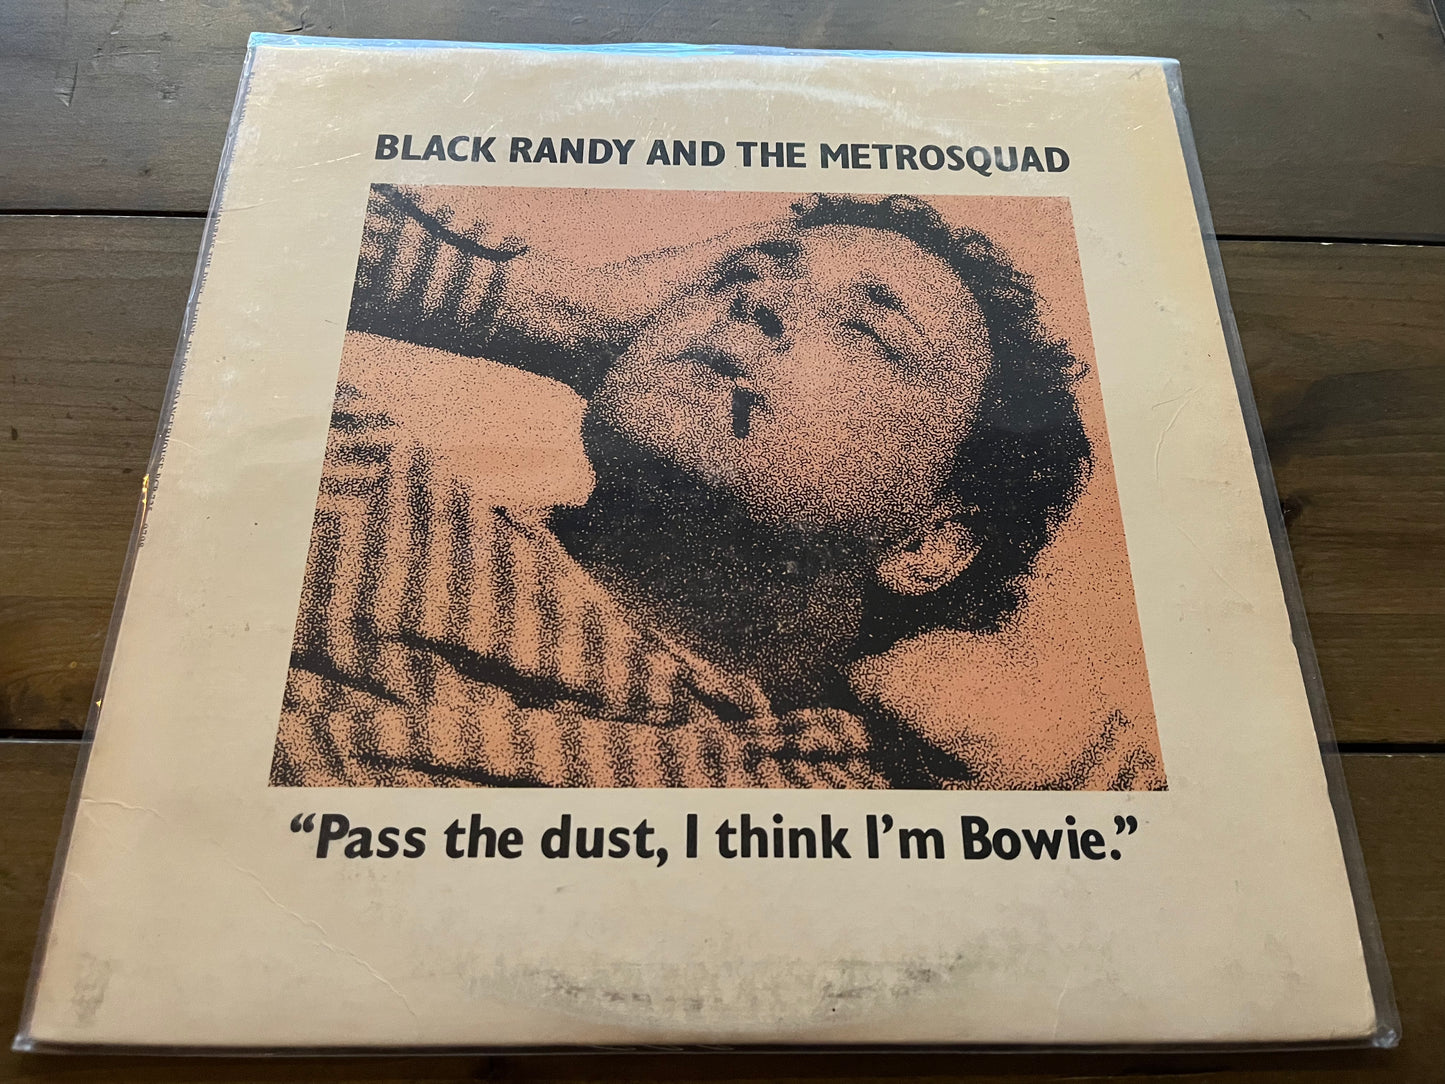 BLACK RANDY AND THE METROSQUAD
“Pass the dust, I think I’m Bowie.”